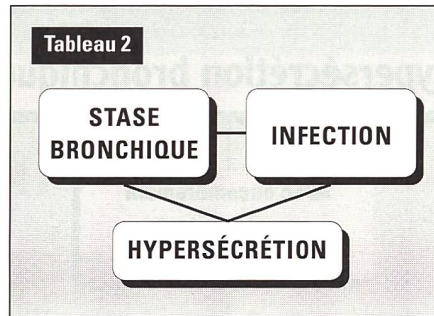 Tableau 2
STASE
BRONCHIQUE
INFECTION
HYPERSÉCRÉTION